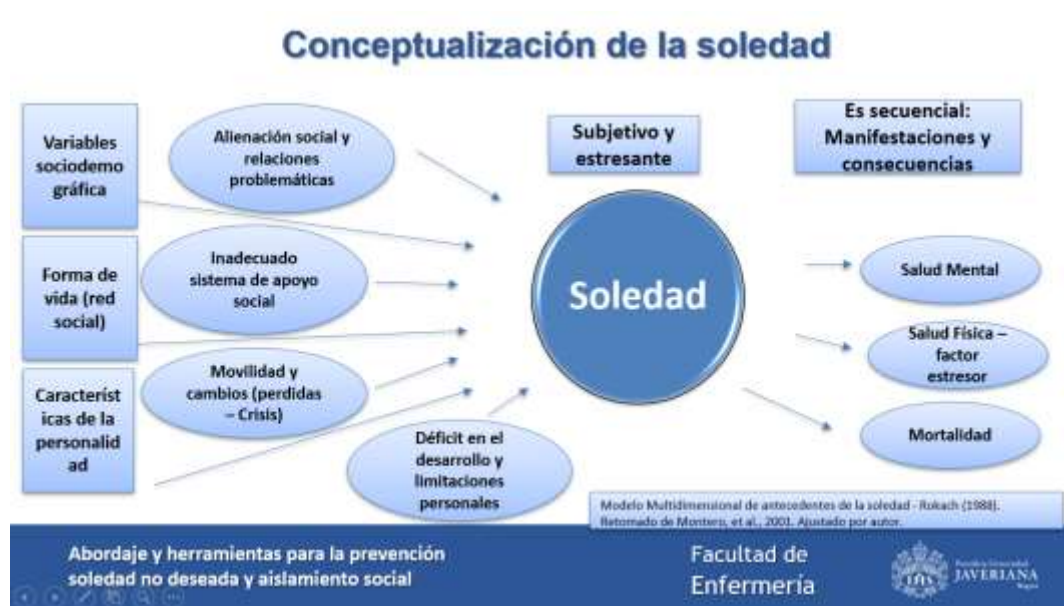 Conceptualización de la soledad
Variables
sociodemo
gráfica
Alienación social y
relaciones
problemáticas
Subjetivo y
estresante
Es secuencial:
Manifestaciones y
consecuencias
Forma de
vida (red
social)
Inadecuado
sistema de apoyo
social
Soledad
Salud Mental
Salud Física –
factor
estresor
Característ
icas de la
personalid
ad
Movilidad y
cambios (perdidas
– Crisis)
Mortalidad
Déficit en el
desarrollo y
limitaciones
personales
Modelo Multidimensional de antecedentes de la soledad - Rokach (1988).
Retomado de Montero, et al., 2001. Ajustado por autor.
Abordaje y herramientas para la prevención
soledad no deseada y aislamiento social
Facultad de
Enfermería
Pontificia Universidad
JAVERIANA